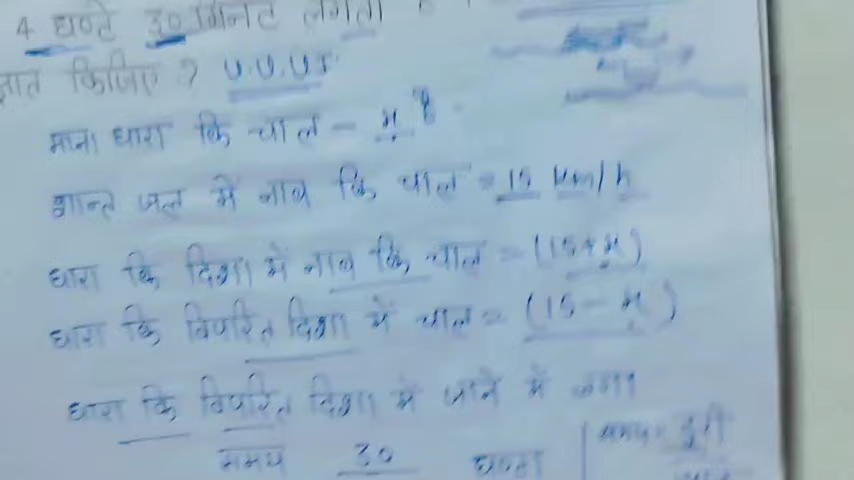 4 घण्टे 30 मिनट लगता
ज्ञात किजिए ? V.V.V.I
माना धारा कि चाल - x
शान्त जल में नाव कि चाल = 15 km/h
धारा कि दिशा में नाव कि चाल = (15+x)
धारा कि विपरित दिशा में चाल = (15 - x)
धारा कि विपरित दिशा में जाने में लगा
समय 30 घण्टा | समय = दूरी